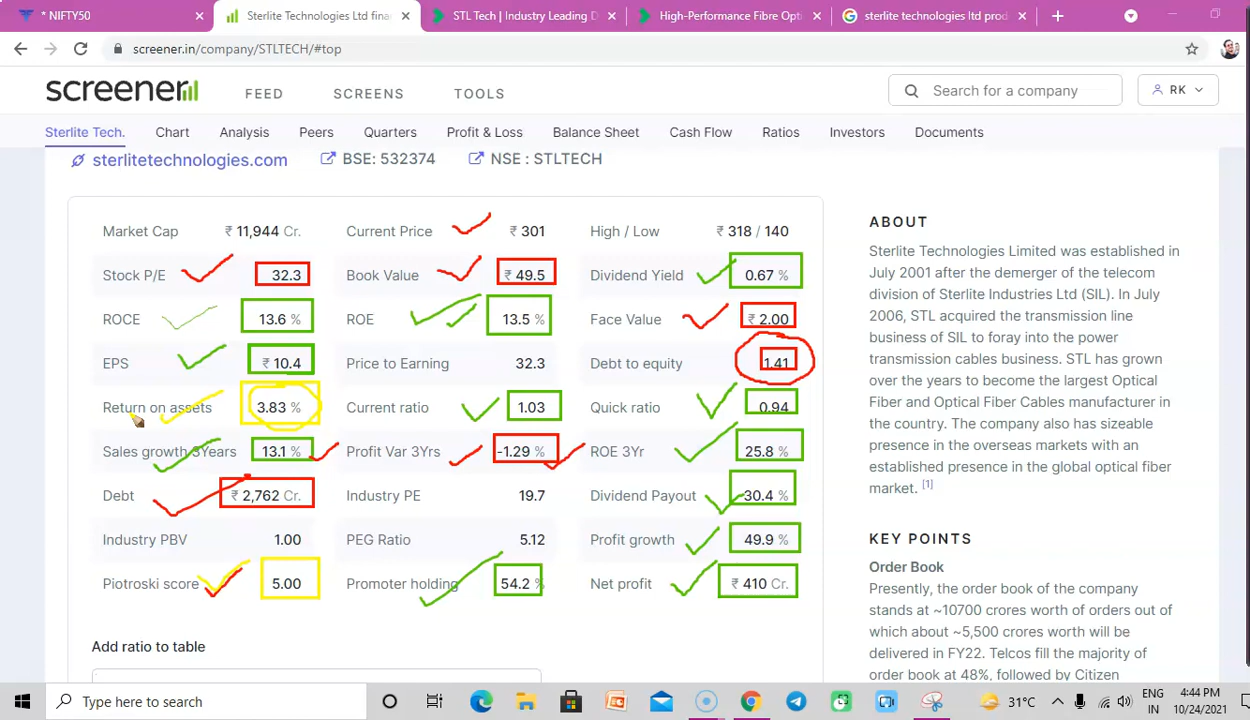 * NIFTY50
Sterlite Technologies Ltd fina
STL Tech | Industry Leading D
High-Performance Fibre Opti
sterlite technologies ltd prod
screener.in/company/STLTECH/#top
screener
FEED SCREENS TOOLS
Search for a company
RK
Sterlite Tech. Chart Analysis Peers Quarters Profit & Loss Balance Sheet Cash Flow Ratios Investors Documents
sterlitetechnologies.com BSE: 532374 NSE : STLTECH
Market Cap ₹ 11,944 Cr. Current Price ₹ 301 High / Low ₹ 318 / 140
Stock P/E 32.3 Book Value ₹ 49.5 Dividend Yield 0.67 %
ROCE 13.6 % ROE 13.5 % Face Value ₹ 2.00
EPS ₹ 10.4 Price to Earning 32.3 Debt to equity 1.41
Return on assets 3.83 % Current ratio 1.03 Quick ratio 0.94
Sales growth 3Years 13.1 % Profit Var 3Yrs -1.29 % ROE 3Yr 25.8 %
Debt ₹ 2,762 Cr. Industry PE 19.7 Dividend Payout 30.4 %
Industry PBV 1.00 PEG Ratio 5.12 Profit growth 49.9 %
Piotroski score 5.00 Promoter holding 54.2 % Net profit ₹ 410 Cr.
Add ratio to table
ABOUT
Sterlite Technologies Limited was established in
July 2001 after the demerger of the telecom
division of Sterlite Industries Ltd (SIL). In July
2006, STL acquired the transmission line
business of SIL to foray into the power
transmission cables business. STL has grown
over the years to become the largest Optical
Fiber and Optical Fiber Cables manufacturer in
the country. The company also has sizeable
presence in the overseas markets with an
established presence in the global optical fiber
market. [1]
KEY POINTS
Order Book
Presently, the order book of the company
stands at ~10700 crores worth of orders out of
which about ~5,500 crores worth will be
delivered in FY22. Telcos fill the majority of
order book at 48%, followed by Citizen
Type here to search
31°C
ENG
IN
4:44 PM
10/24/2021